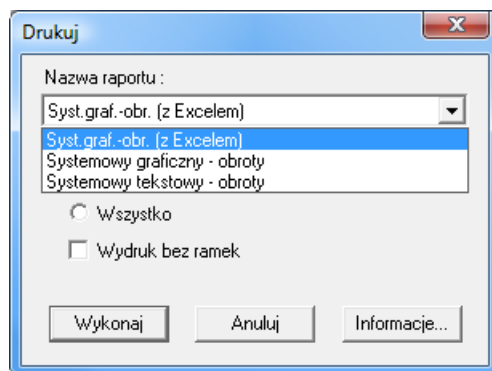 Drukuj
Nazwa raportu :
Syst.graf.-obr. (z Excelem)
Syst.graf.-obr. (z Excelem)
Systemowy graficzny - obroty
Systemowy tekstowy - obroty
Wszystko
Wydruk bez ramek
Wykonaj Anuluj Informacje...